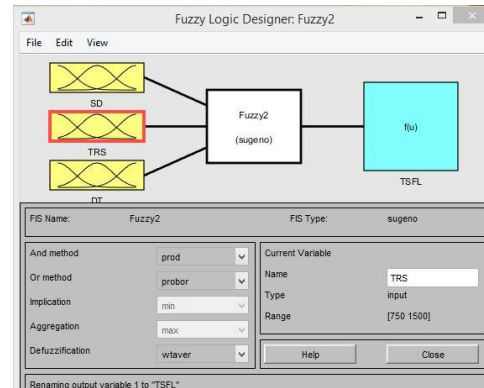 Fuzzy Logic Designer: Fuzzy2
File Edit View
SD
TRS
DT
Fuzzy2
(sugeno)
f(u)
TSFL
FIS Name: Fuzzy2 FIS Type: sugeno
And method prod
Or method probor
Implication min
Aggregation max
Defuzzification wtaver
Current Variable
Name TRS
Type input
Range [750 1500]
Help Close
Renaming output variable 1 to "TSFL"